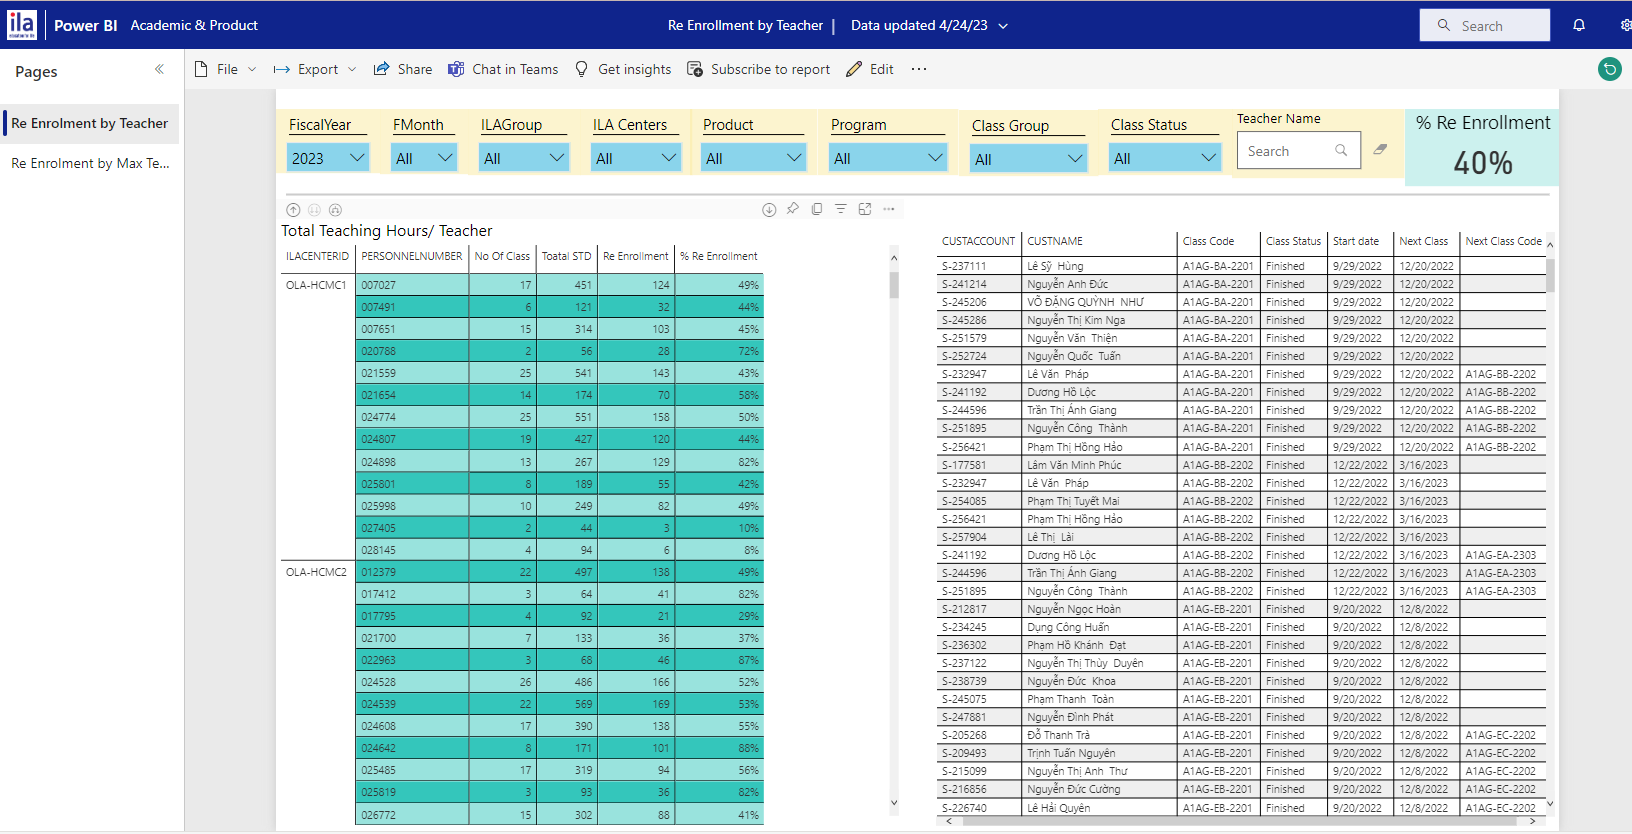 ila Power BI Academic & Product Re Enrollment by Teacher | Data updated 4/24/23 Search
Pages File Export Share Chat in Teams Get insights Subscribe to report Edit ...
Re Enrolment by Teacher
Re Enrolment by Max Te...
FiscalYear FMonth ILAGroup ILA Centers Product Program Class Group Class Status Teacher Name % Re Enrollment
2023 All All All All All All All Search 40%
Total Teaching Hours/ Teacher
ILACENTERID PERSONNELNUMBER No Of Class Toatal STD Re Enrollment % Re Enrollment
OLA-HCMC1 007027 17 451 124 49%
007491 6 121 32 44%
007651 15 314 103 45%
020788 2 56 28 72%
021559 25 541 143 43%
021654 14 174 70 58%
024774 25 551 158 50%
024807 19 427 120 44%
024898 13 267 129 82%
025801 8 189 55 42%
025998 10 249 82 49%
027405 2 44 3 10%
028145 4 94 6 8%
OLA-HCMC2 012379 22 497 138 49%
017412 3 64 41 82%
017795 4 92 21 29%
021700 7 133 36 37%
022963 3 68 46 87%
024528 26 486 166 52%
024539 22 569 169 53%
024608 17 390 138 55%
024642 8 171 101 88%
025485 17 319 94 56%
025819 3 93 36 82%
026772 15 302 88 41%
CUSTACCOUNT CUSTNAME Class Code Class Status Start date Next Class Next Class Code
S-237111 Lê Sỹ Hùng A1AG-BA-2201 Finished 9/29/2022 12/20/2022
S-241214 Nguyễn Anh Đức A1AG-BA-2201 Finished 9/29/2022 12/20/2022
S-245206 VÕ ĐẶNG QUỲNH NHƯ A1AG-BA-2201 Finished 9/29/2022 12/20/2022
S-245286 Nguyễn Thị Kim Nga A1AG-BA-2201 Finished 9/29/2022 12/20/2022
S-251579 Nguyễn Văn Thiện A1AG-BA-2201 Finished 9/29/2022 12/20/2022
S-252724 Nguyễn Quốc Tuấn A1AG-BA-2201 Finished 9/29/2022 12/20/2022
S-232947 Lê Văn Pháp A1AG-BA-2201 Finished 9/29/2022 12/20/2022 A1AG-BB-2202
S-241192 Dương Hồ Lộc A1AG-BA-2201 Finished 9/29/2022 12/20/2022 A1AG-BB-2202
S-244596 Trần Thị Ánh Giang A1AG-BA-2201 Finished 9/29/2022 12/20/2022 A1AG-BB-2202
S-251895 Nguyễn Công Thành A1AG-BA-2201 Finished 9/29/2022 12/20/2022 A1AG-BB-2202
S-256421 Phạm Thị Hồng Hảo A1AG-BA-2201 Finished 9/29/2022 12/20/2022 A1AG-BB-2202
S-177581 Lâm Văn Minh Phúc A1AG-BB-2202 Finished 12/22/2022 3/16/2023
S-232947 Lê Văn Pháp A1AG-BB-2202 Finished 12/22/2022 3/16/2023
S-254085 Phạm Thị Tuyết Mai A1AG-BB-2202 Finished 12/22/2022 3/16/2023
S-256421 Phạm Thị Hồng Hảo A1AG-BB-2202 Finished 12/22/2022 3/16/2023
S-257904 Lê Thị Lài A1AG-BB-2202 Finished 12/22/2022 3/16/2023
S-241192 Dương Hồ Lộc A1AG-BB-2202 Finished 12/22/2022 3/16/2023 A1AG-EA-2303
S-244596 Trần Thị Ánh Giang A1AG-BB-2202 Finished 12/22/2022 3/16/2023 A1AG-EA-2303
S-251895 Nguyễn Công Thành A1AG-BB-2202 Finished 12/22/2022 3/16/2023 A1AG-EA-2303
S-212817 Nguyễn Ngọc Hoàn A1AG-EB-2201 Finished 9/20/2022 12/8/2022
S-234245 Dụng Công Huấn A1AG-EB-2201 Finished 9/20/2022 12/8/2022
S-236302 Phạm Hồ Khánh Đạt A1AG-EB-2201 Finished 9/20/2022 12/8/2022
S-237122 Nguyễn Thị Thùy Duyên A1AG-EB-2201 Finished 9/20/2022 12/8/2022
S-238739 Nguyễn Đức Khoa A1AG-EB-2201 Finished 9/20/2022 12/8/2022
S-245075 Phạm Thanh Toàn A1AG-EB-2201 Finished 9/20/2022 12/8/2022
S-247881 Nguyễn Đình Phát A1AG-EB-2201 Finished 9/20/2022 12/8/2022
S-205268 Đỗ Thanh Trà A1AG-EB-2201 Finished 9/20/2022 12/8/2022 A1AG-EC-2202
S-209493 Trịnh Tuấn Nguyên A1AG-EB-2201 Finished 9/20/2022 12/8/2022 A1AG-EC-2202
S-215099 Nguyễn Thị Anh Thư A1AG-EB-2201 Finished 9/20/2022 12/8/2022 A1AG-EC-2202
S-216856 Nguyễn Đức Cường A1AG-EB-2201 Finished 9/20/2022 12/8/2022 A1AG-EC-2202
S-226740 Lê Hải Quyên A1AG-EB-2201 Finished 9/20/2022 12/8/2022 A1AG-EC-2202